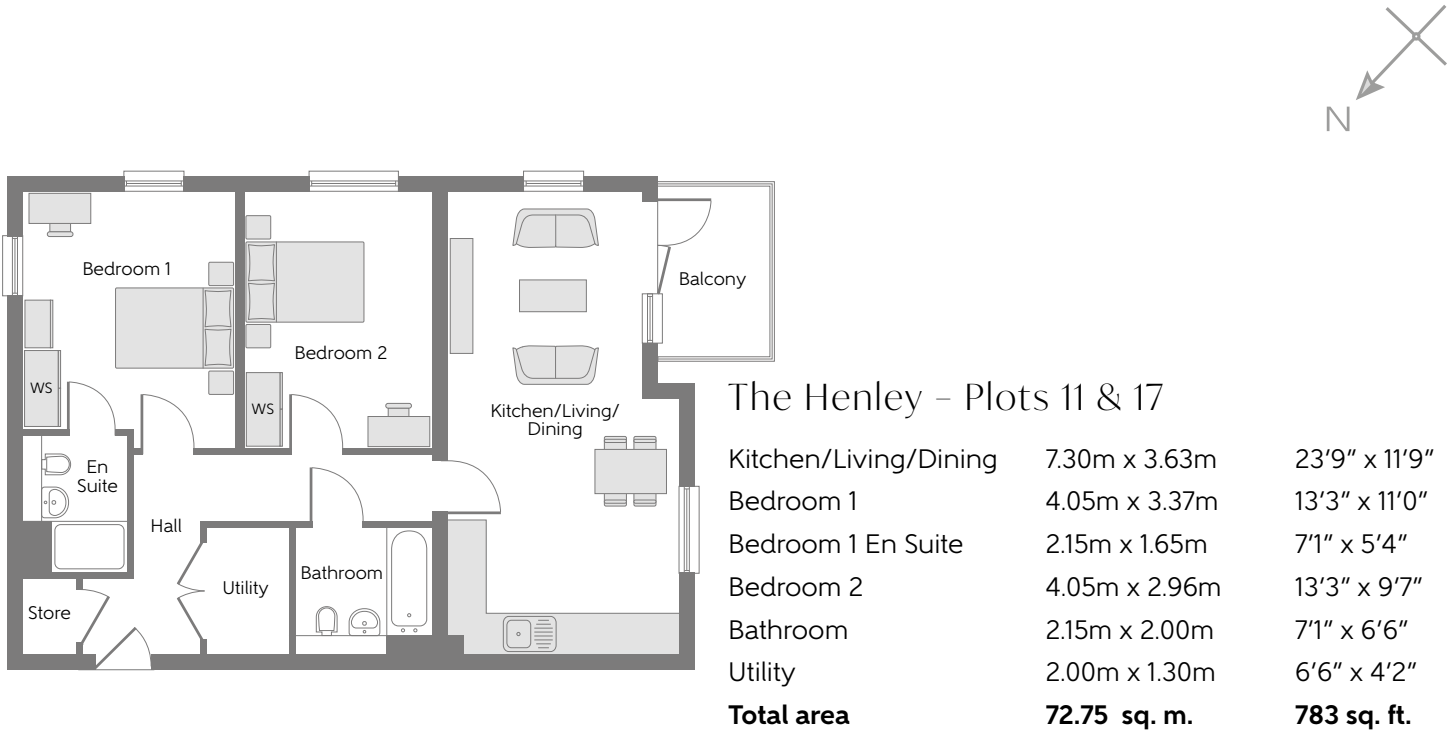 N
Bedroom 1
Balcony
Bedroom 2
WS
WS
Kitchen/Living/
Dining
En
Suite
Hall
Bathroom
Utility
Store
The Henley – Plots 11 & 17
Kitchen/Living/Dining 7.30m x 3.63m 23’9” x 11’9”
Bedroom 1 4.05m x 3.37m 13’3” x 11’0”
Bedroom 1 En Suite 2.15m x 1.65m 7’1” x 5’4”
Bedroom 2 4.05m x 2.96m 13’3” x 9’7”
Bathroom 2.15m x 2.00m 7’1” x 6’6”
Utility 2.00m x 1.30m 6’6” x 4’2”
Total area 72.75 sq. m. 783 sq. ft.